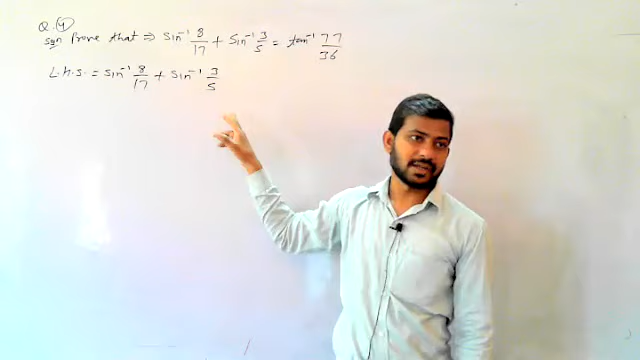 Q. 4
Sqn Prove that ⇒ Sin⁻¹ 8/17 + Sin⁻¹ 3/5 = tan⁻¹ 77/36
L.H.S. = Sin⁻¹ 8/17 + Sin⁻¹ 3/5